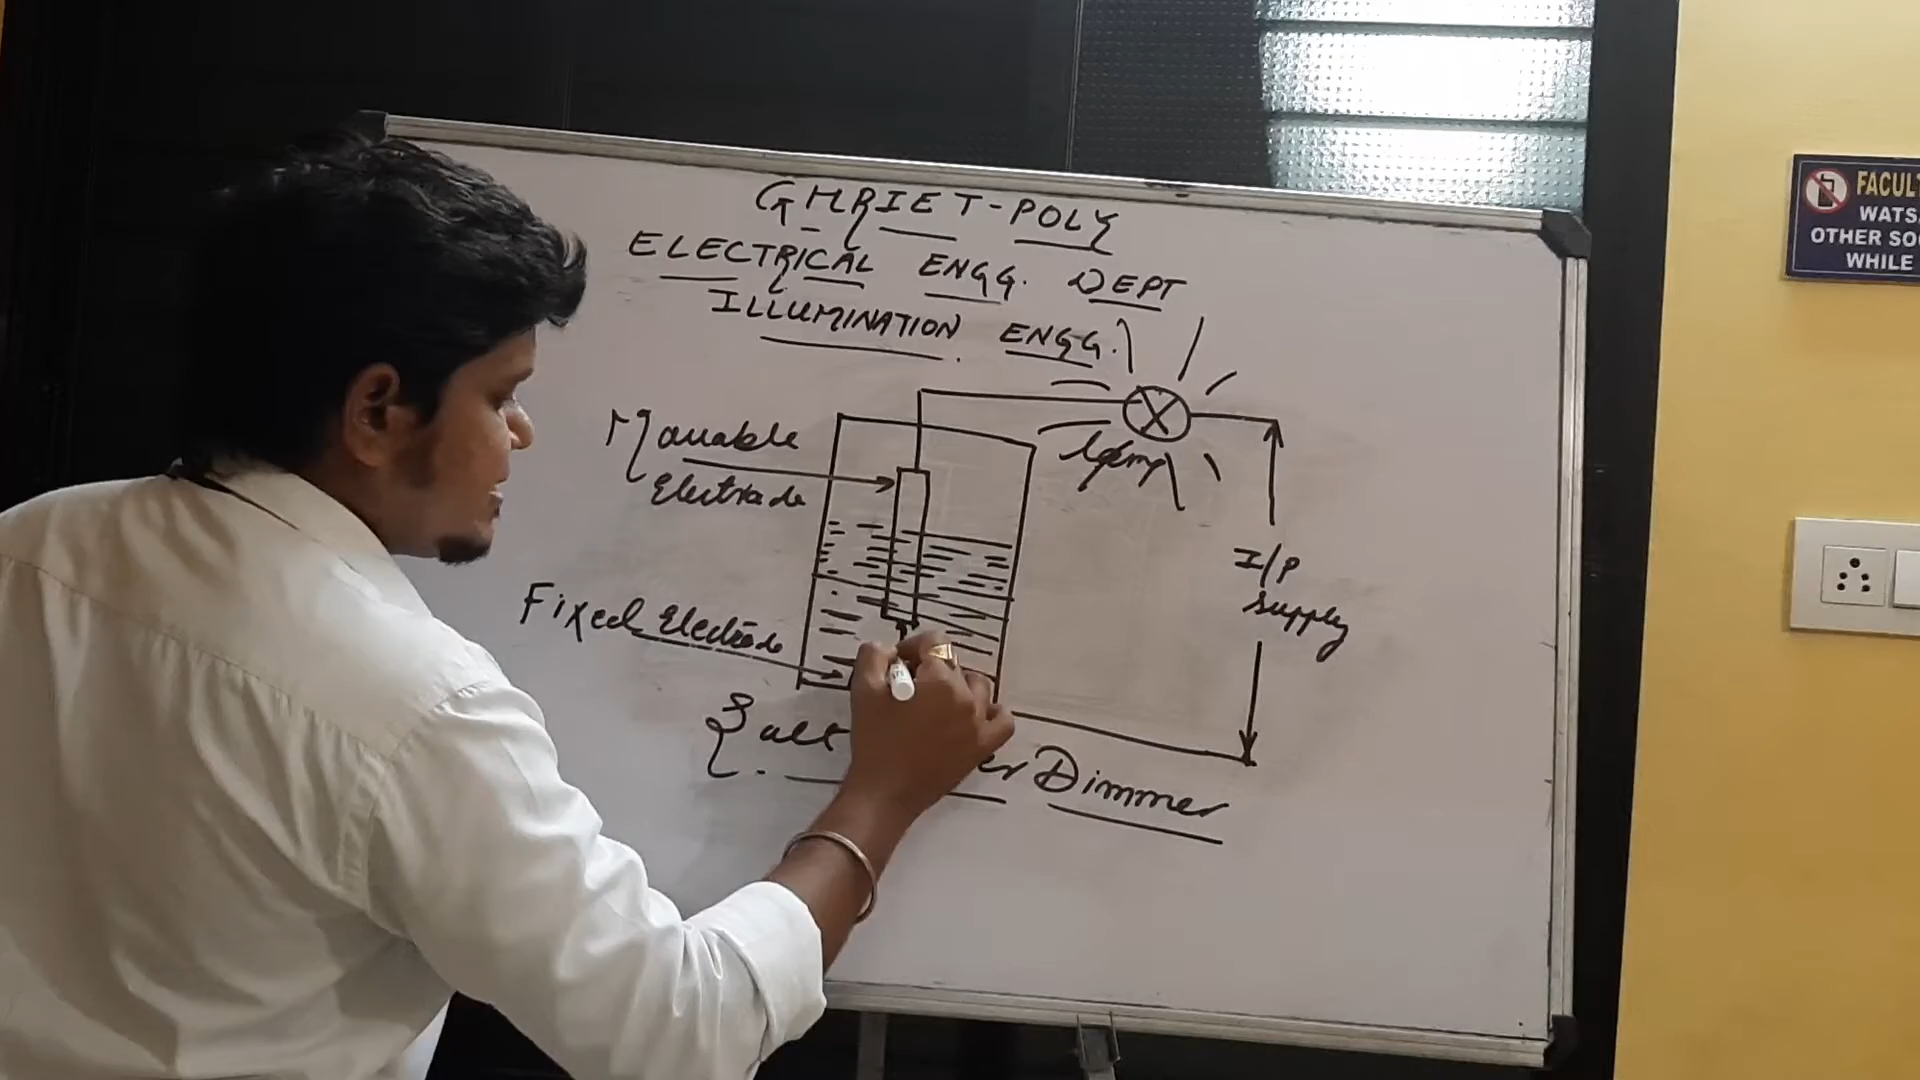 GHRIET-POLY
ELECTRICAL ENGG. DEPT
ILLUMINATION ENGG.
Movable
Electrode
Lamp
I/P
Supply
Fixed Electrode
Salt
Dimmer
FACUL
WATS
OTHER SO
WHILE